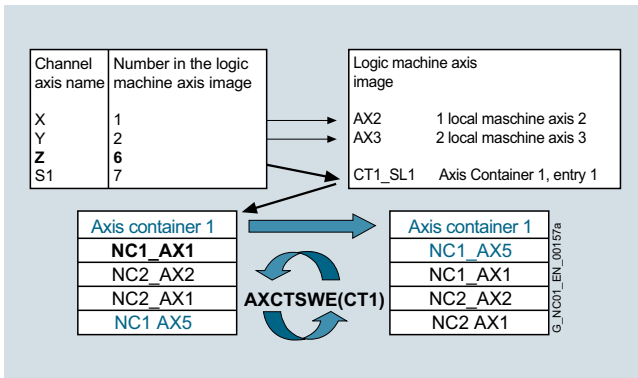 Channel axis name
Number in the logic machine axis image
X 1
Y 2
Z 6
S1 7
Logic machine axis image
AX2 1 local maschine axis 2
AX3 2 local maschine axis 3
CT1_SL1 Axis Container 1, entry 1
Axis container 1
NC1_AX1
NC2_AX2
NC2_AX1
NC1 AX5
AXCTSWE(CT1)
Axis container 1
NC1_AX5
NC1_AX1
NC2_AX2
NC2 AX1
G_NC01_EN_00157a